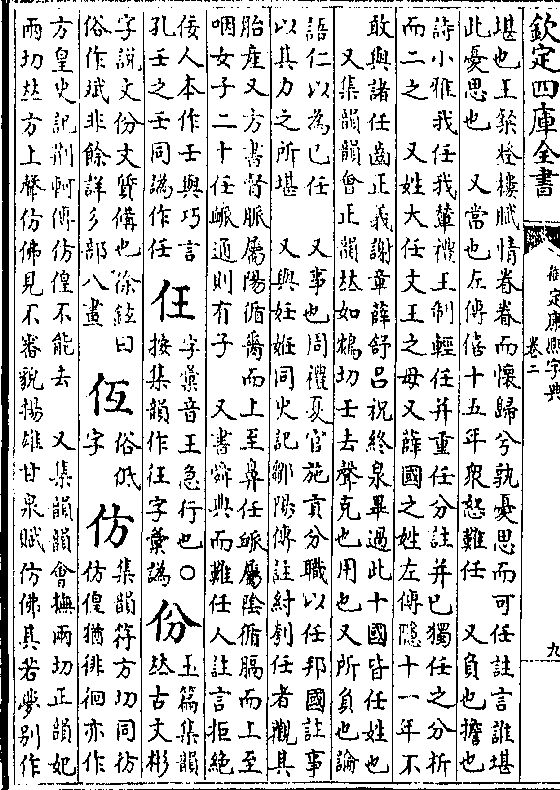 欽定四庫全書
御定康熙字典
卷二
九
堪也王粲登樓賦情眷眷而懷歸兮孰憂思而可任註言誰堪
此憂思也　又當也左傳僖十五年衆怒難任　又負也擔也
詩小雅我任我輦禮王制輕任并重任分註并已獨任之分析
而二之　又姓大任文王之母又薛國之姓左傳隱十一年不
敢與諸任齒正義謝章薛舒呂祝終泉畢過此十國皆任姓也
又集韻韻會正韻𠀤如鴆切壬去聲克也用也又所負也論
語仁以為已任　又事也周禮夏官施貢分職以任邦國註事
以其力之所堪　又與妊姙同史記鄒陽傳註紂刳任者觀其
胎產又方書督脈屬陽循脊而上至鼻任脈屬陰循膈而上至
咽女子二十任脈通則有子　又書舜典而難任人註言拒絶
佞人本作壬與巧言
孔壬之壬同譌作任
仼
字彙音王急行也○
按集韻作彺字彙譌
份
玉篇集韻
𠀤古文彬
字說文份文質備也徐鉉曰
俗作斌非餘詳彡部八畫
仾
俗低
字
仿
集韻符方切同彷
仿偟猶徘徊亦作
方皇史記荆軻傳仿偟不能去　又集韻韻會撫兩切正韻妃
兩切𠀤方上聲仿佛見不審貌揚雄甘泉賦仿佛其若夢别作